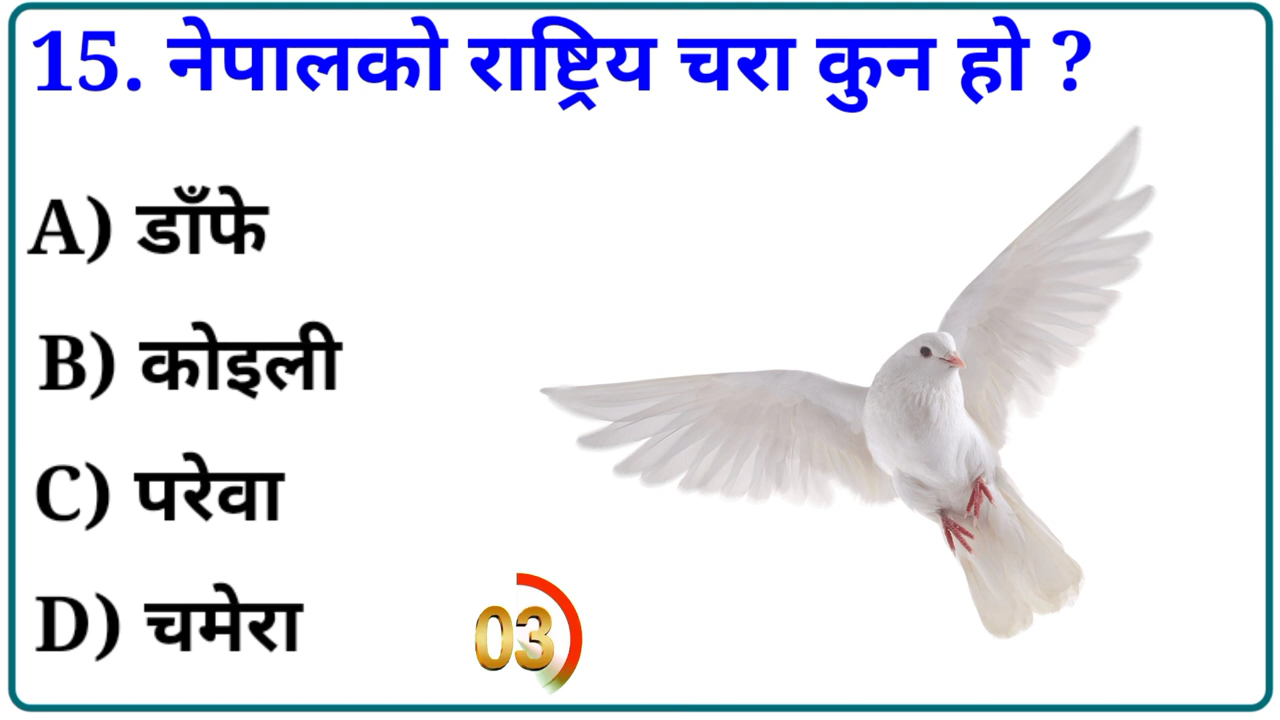 15. नेपालको राष्ट्रिय चरा कुन हो ?
A) डाँफे
B) कोइली
C) परेवा
D) चमेरा
03